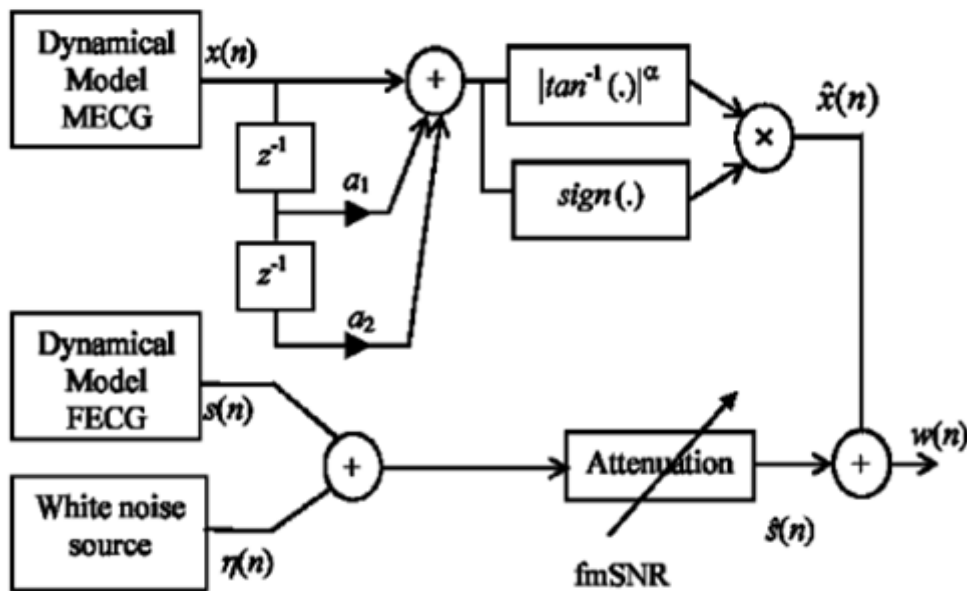 Dynamical
Model
MECG
x(n)
z⁻¹
a₁
z⁻¹
a₂
+
|tan⁻¹(.)|^α
sign(.)
×
x̂(n)
Dynamical
Model
FECG
s(n)
White noise
source
η(n)
+
Attenuation
fmSNR
ŝ(n)
+
w(n)